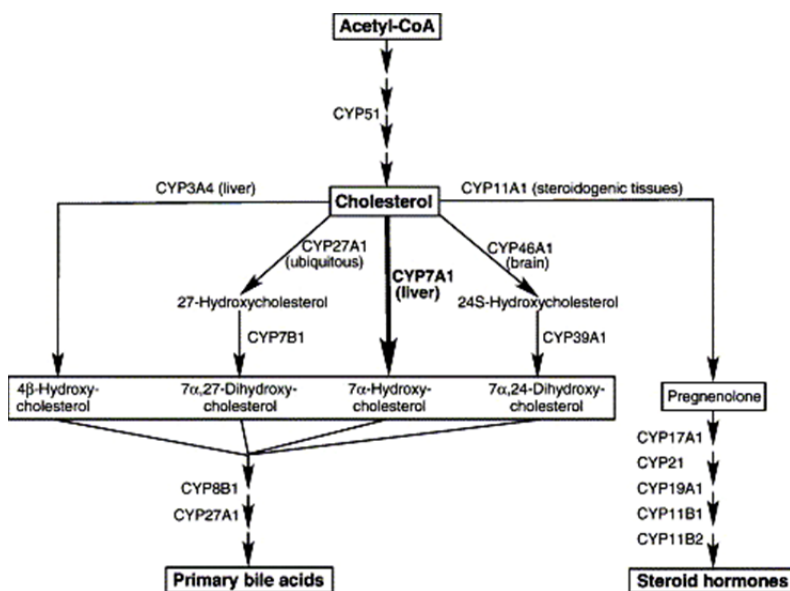 Acetyl-CoA
CYP51
CYP3A4 (liver)
Cholesterol
CYP11A1 (steroidogenic tissues)
CYP27A1
(ubiquitous)
CYP7A1
(liver)
CYP46A1
(brain)
27-Hydroxycholesterol
24S-Hydroxycholesterol
CYP7B1
CYP39A1
4β-Hydroxy-
cholesterol
7α,27-Dihydroxy-
cholesterol
7α-Hydroxy-
cholesterol
7α,24-Dihydroxy-
cholesterol
Pregnenolone
CYP17A1
CYP21
CYP19A1
CYP11B1
CYP11B2
CYP8B1
CYP27A1
Primary bile acids
Steroid hormones